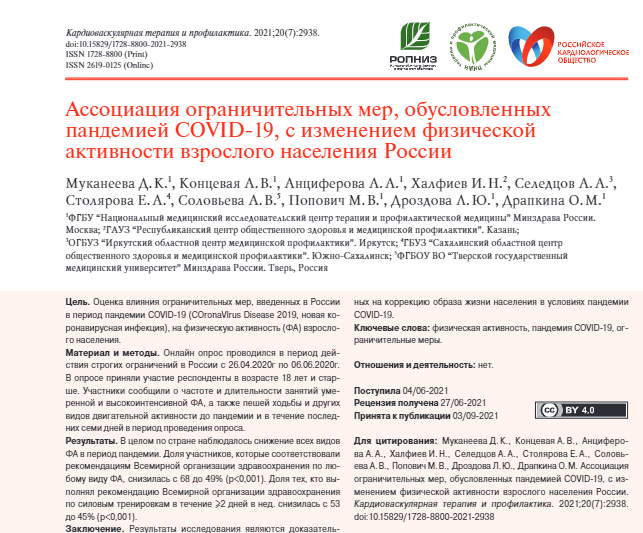 Кардиоваскулярная терапия и профилактика. 2021;20(7):2938.
doi:10.15829/1728-8800-2021-2938
ISSN 1728-8800 (Print)
ISSN 2619-0125 (Online)
РОПНИЗ
РОССИЙСКОЕ
КАРДИОЛОГИЧЕСКОЕ
ОБЩЕСТВО
Ассоциация ограничительных мер, обусловленных
пандемией COVID-19, с изменением физической
активности взрослого населения России
Муканеева Д. К.¹, Концевая А. В.¹, Анциферова А. А.¹, Халфиев И. Н.², Селедцов А. А.³,
Столярова Е. А.⁴, Соловьева А. В.⁵, Попович М. В.¹, Дроздова Л. Ю.¹, Драпкина О. М.¹
¹ФГБУ “Национальный медицинский исследовательский центр терапии и профилактической медицины” Минздрава России.
Москва; ²ГАУЗ “Республиканский центр общественного здоровья и медицинской профилактики”. Казань;
³ОГБУЗ “Иркутский областной центр медицинской профилактики”. Иркутск; ⁴ГБУЗ “Сахалинский областной центр
общественного здоровья и медицинской профилактики”. Южно-Сахалинск; ⁵ФГБОУ ВО “Тверской государственный
медицинский университет” Минздрава России. Тверь, Россия
Цель. Оценка влияния ограничительных мер, введенных в России
в период пандемии COVID-19 (COronaVIrus Disease 2019, новая ко-
ронавирусная инфекция), на физическую активность (ФА) взросло-
го населения.
Материал и методы. Онлайн опрос проводился в период дей-
ствия строгих ограничений в России с 26.04.2020г по 06.06.2020г.
В опросе приняли участие респонденты в возрасте 18 лет и стар-
ше. Участники сообщили о частоте и длительности занятий уме-
ренной и высокоинтенсивной ФА, а также пешей ходьбы и других
видов двигательной активности до пандемии и в течение послед-
них семи дней в период проведения опроса.
Результаты. В целом по стране наблюдалось снижение всех видов
ФА в период пандемии. Доля участников, которые соответствовали
рекомендациям Всемирной организации здравоохранения по лю-
бому виду ФА, снизилась с 68 до 49% (p<0,001). Доля тех, кто вы-
полнял рекомендацию Всемирной организации здравоохранения
по силовым тренировкам в течение ⩾2 дней в нед. снизилась с 53
до 45% (p<0,001).
Заключение. Результаты исследования являются доказатель-
ных на коррекцию образа жизни населения в условиях пандемии
COVID-19.
Ключевые слова: физическая активность, пандемия COVID-19, ог-
раничительные меры.
Отношения и деятельность: нет.
Поступила 04/06-2021
Рецензия получена 27/06-2021
Принята к публикации 03/09-2021
cc BY 4.0
Для цитирования: Муканеева Д. К., Концевая А. В., Анциферо-
ва А. А., Халфиев И. Н., Селедцов А. А., Столярова Е. А., Соловь-
ева А. В., Попович М. В., Дроздова Л. Ю., Драпкина О. М. Ассоциация
ограничительных мер, обусловленных пандемией COVID-19, с из-
менением физической активности взрослого населения России.
Кардиоваскулярная терапия и профилактика. 2021;20(7):2938.
doi:10.15829/1728-8800-2021-2938